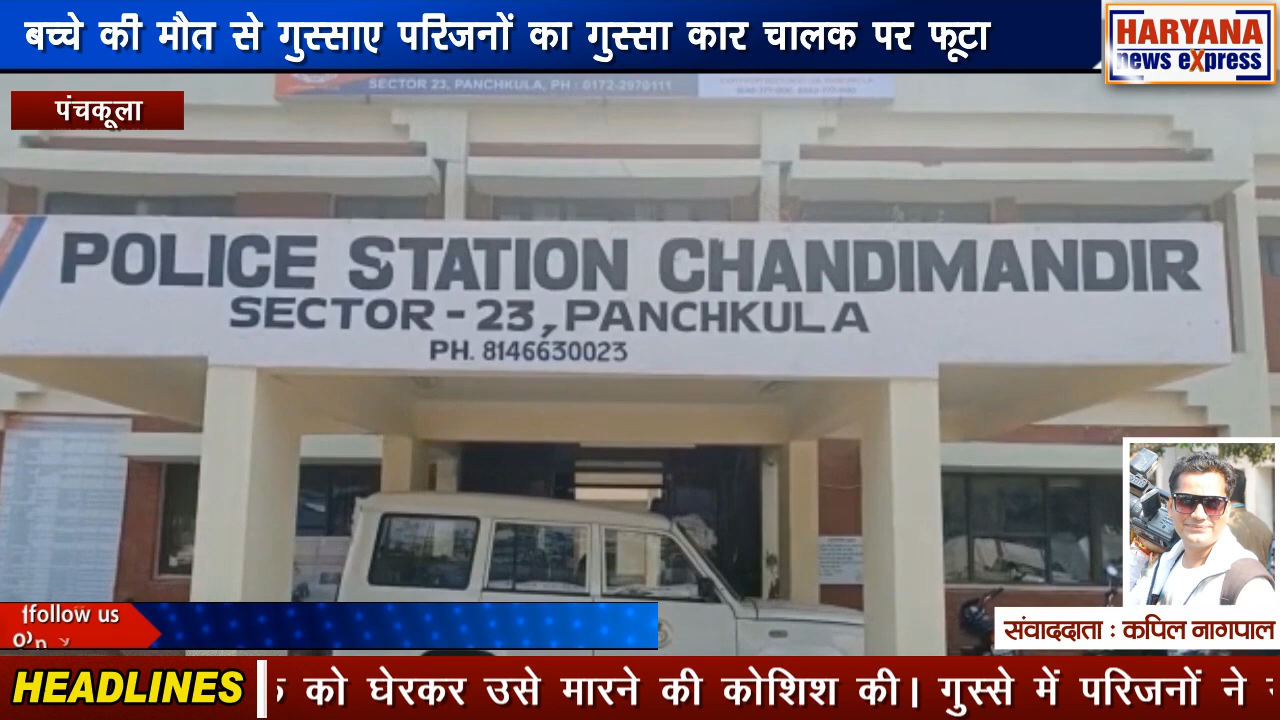 बच्चे की मौत से गुस्साए परिजनों का गुस्सा कार चालक पर फूटा
HARYANA
news eXpress
पंचकूला
SECTOR 23, PANCHKULA, PH : 0172-2970111
POLICE STATION CHANDIMANDIR
SECTOR - 23, PANCHKULA
PH. 8146630023
follow us
on
संवाददाता : कपिल नागपाल
HEADLINES
को घेरकर उसे मारने की कोशिश की। गुस्से में परिजनों ने